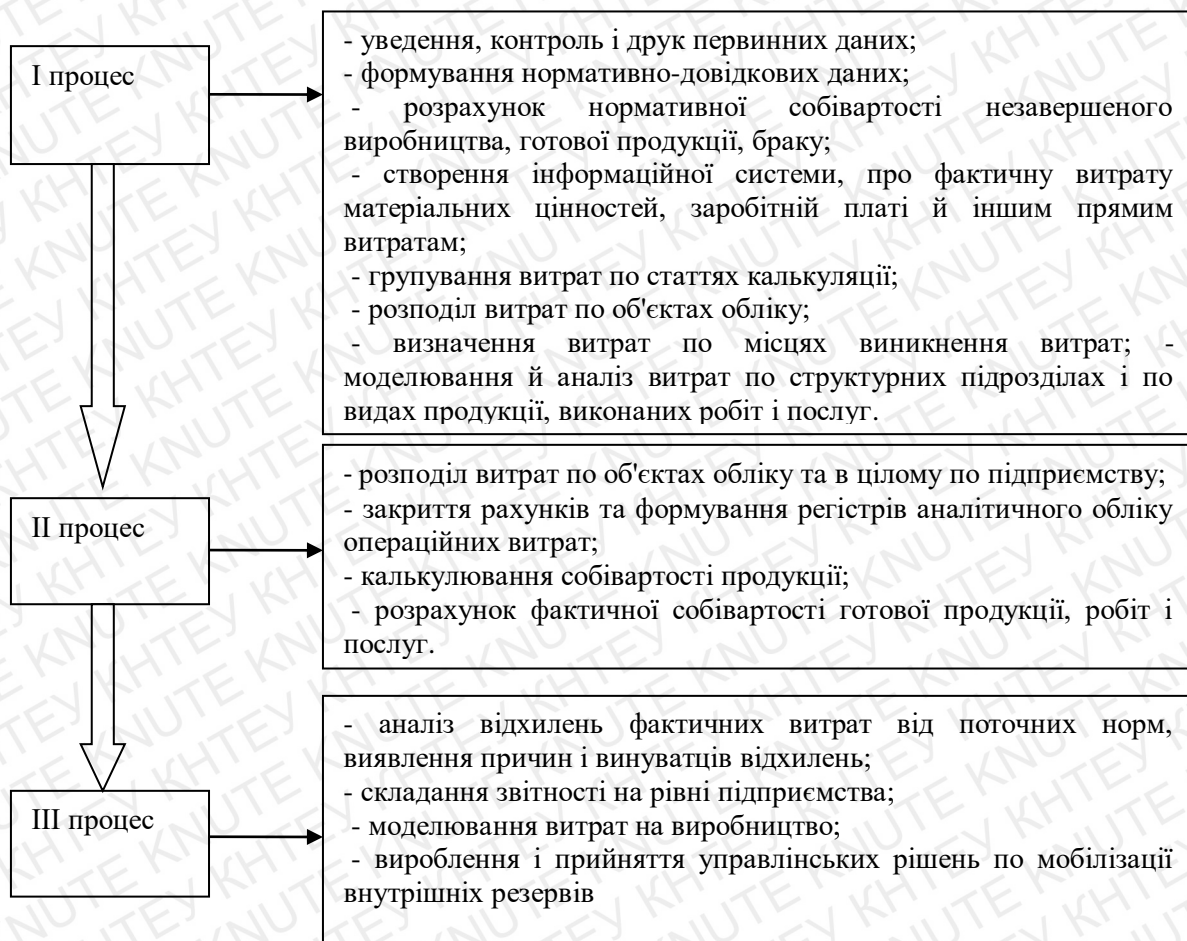 I процес
- уведення, контроль і друк первинних даних;
- формування нормативно-довідкових даних;
- розрахунок нормативної собівартості незавершеного
виробництва, готової продукції, браку;
- створення інформаційної системи, про фактичну витрату
матеріальних цінностей, заробітній платі й іншим прямим
витратам;
- групування витрат по статтях калькуляції;
- розподіл витрат по об'єктах обліку;
- визначення витрат по місцях виникнення витрат; -
моделювання й аналіз витрат по структурних підрозділах і по
видах продукції, виконаних робіт і послуг.
II процес
- розподіл витрат по об'єктах обліку та в цілому по підприємству;
- закриття рахунків та формування регістрів аналітичного обліку
операційних витрат;
- калькулювання собівартості продукції;
- розрахунок фактичної собівартості готової продукції, робіт і
послуг.
III процес
- аналіз відхилень фактичних витрат від поточних норм,
виявлення причин і винуватців відхилень;
- складання звітності на рівні підприємства;
- моделювання витрат на виробництво;
- вироблення і прийняття управлінських рішень по мобілізації
внутрішніх резервів